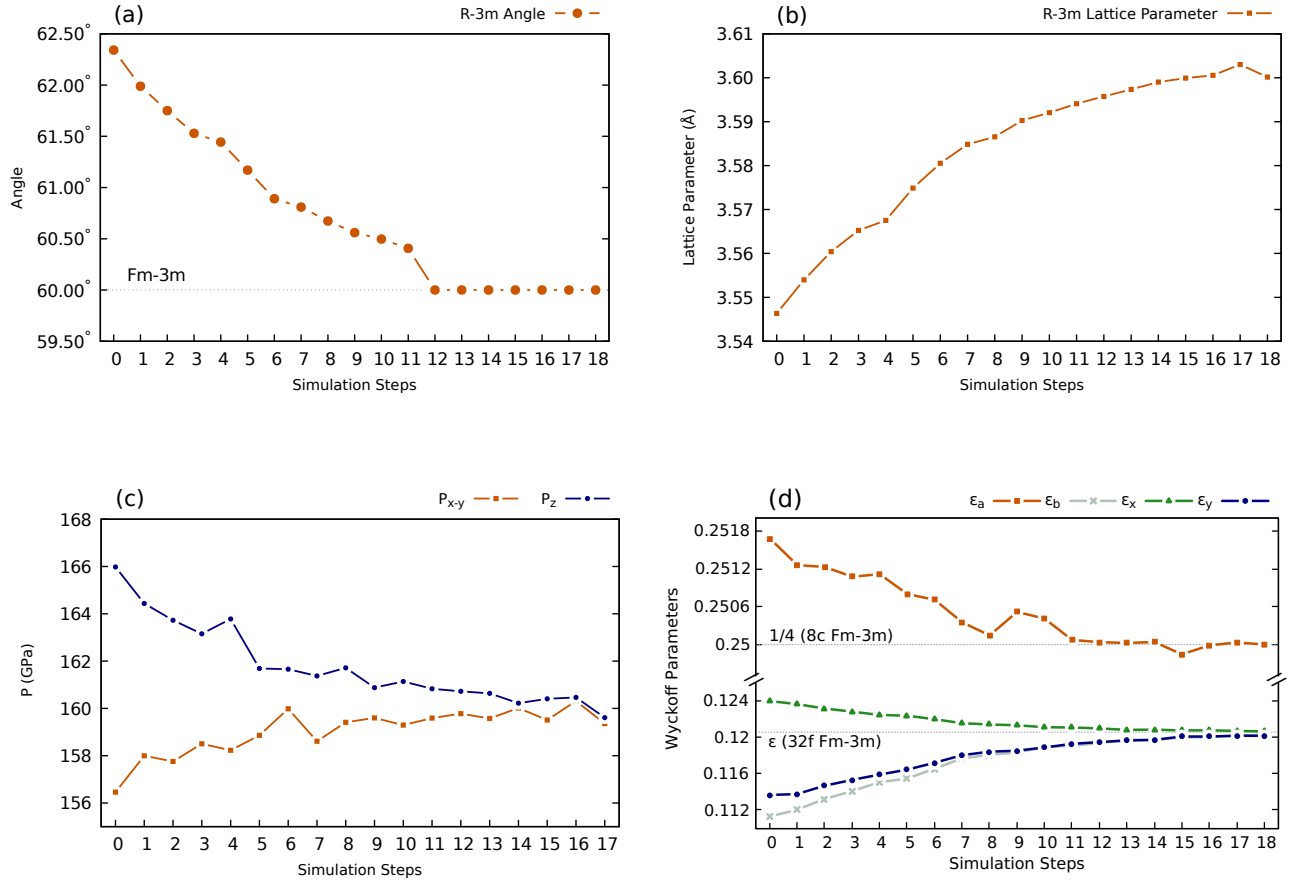 (a)
R-3m Angle
62.50°
62.00°
61.50°
61.00°
60.50°
60.00°
59.50°
Angle
Fm-3m
0 1 2 3 4 5 6 7 8 9 10 11 12 13 14 15 16 17 18
Simulation Steps
(b)
R-3m Lattice Parameter
3.61
3.60
3.59
3.58
3.57
3.56
3.55
3.54
Lattice Parameter (Å)
0 1 2 3 4 5 6 7 8 9 10 11 12 13 14 15 16 17 18
Simulation Steps
(c)
Px-y Pz
168
166
164
162
160
158
156
P (GPa)
0 1 2 3 4 5 6 7 8 9 10 11 12 13 14 15 16 17
Simulation Steps
(d)
εa εb εx εy
0.2518
0.2512
0.2506
0.25
0.124
0.120
0.116
0.112
Wyckoff Parameters
1/4 (8c Fm-3m)
ε (32f Fm-3m)
0 1 2 3 4 5 6 7 8 9 10 11 12 13 14 15 16 17 18
Simulation Steps